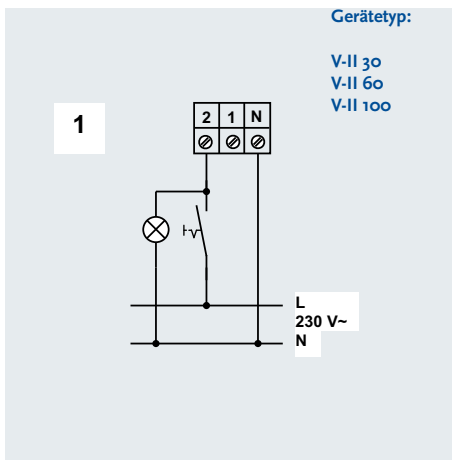 Gerätetyp:
V-II 30
V-II 60
V-II 100
1
2 1 N
L
230 V~
N